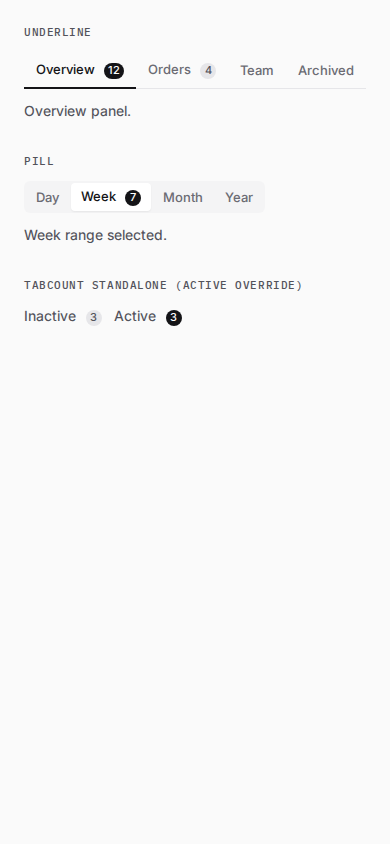 UNDERLINE
Overview 12 Orders 4 Team Archived
Overview panel.
PILL
Day Week 7 Month Year
Week range selected.
TABCOUNT STANDALONE (ACTIVE OVERRIDE)
Inactive 3 Active 3